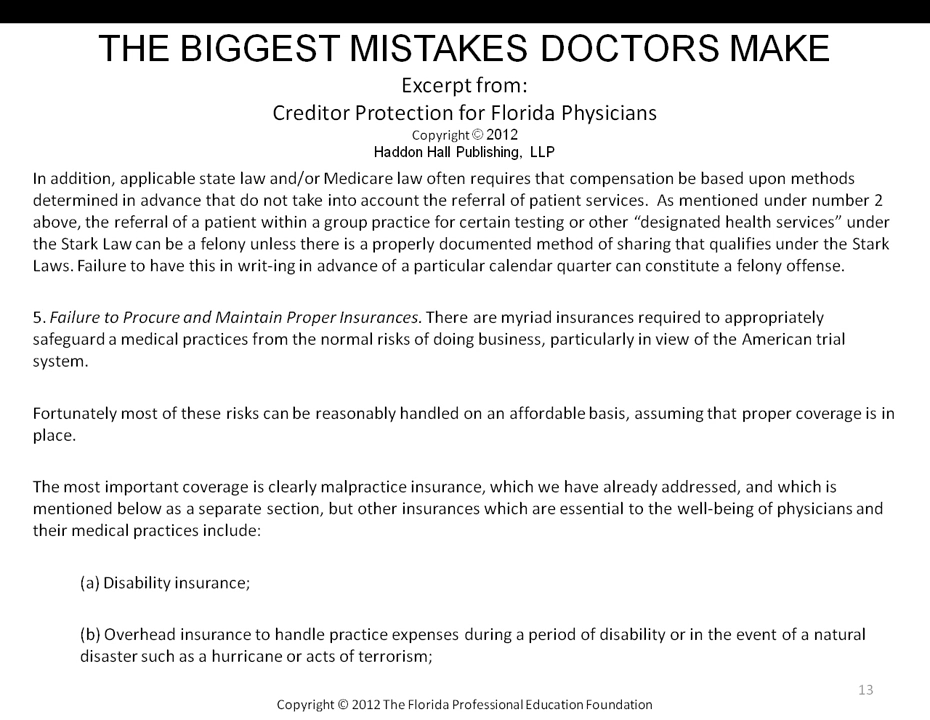 THE BIGGEST MISTAKES DOCTORS MAKE
Excerpt from:
Creditor Protection for Florida Physicians
Copyright © 2012
Haddon Hall Publishing, LLP
In addition, applicable state law and/or Medicare law often requires that compensation be based upon methods
determined in advance that do not take into account the referral of patient services. As mentioned under number 2
above, the referral of a patient within a group practice for certain testing or other “designated health services” under
the Stark Law can be a felony unless there is a properly documented method of sharing that qualifies under the Stark
Laws. Failure to have this in writ-ing in advance of a particular calendar quarter can constitute a felony offense.
5. Failure to Procure and Maintain Proper Insurances. There are myriad insurances required to appropriately
safeguard a medical practices from the normal risks of doing business, particularly in view of the American trial
system.
Fortunately most of these risks can be reasonably handled on an affordable basis, assuming that proper coverage is in
place.
The most important coverage is clearly malpractice insurance, which we have already addressed, and which is
mentioned below as a separate section, but other insurances which are essential to the well-being of physicians and
their medical practices include:
(a) Disability insurance;
(b) Overhead insurance to handle practice expenses during a period of disability or in the event of a natural
disaster such as a hurricane or acts of terrorism;
13
Copyright © 2012 The Florida Professional Education Foundation